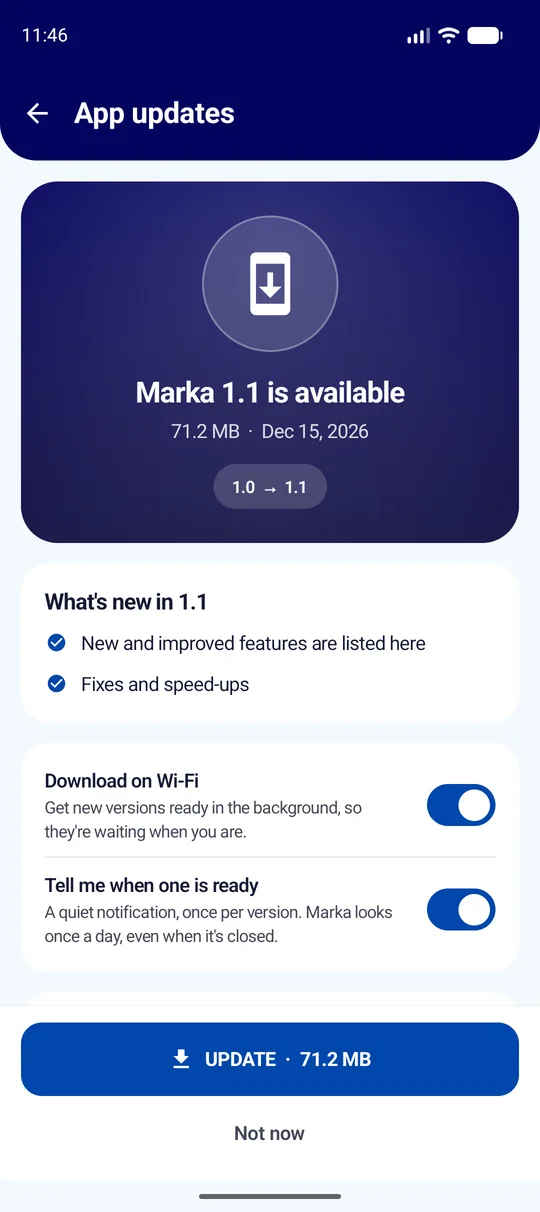 11:46
App updates
Marka 1.1 is available
71.2 MB · Dec 15, 2026
1.0 → 1.1
What's new in 1.1
New and improved features are listed here
Fixes and speed-ups
Download on Wi-Fi
Get new versions ready in the background, so
they're waiting when you are.
Tell me when one is ready
A quiet notification, once per version. Marka looks
once a day, even when it's closed.
UPDATE · 71.2 MB
Not now